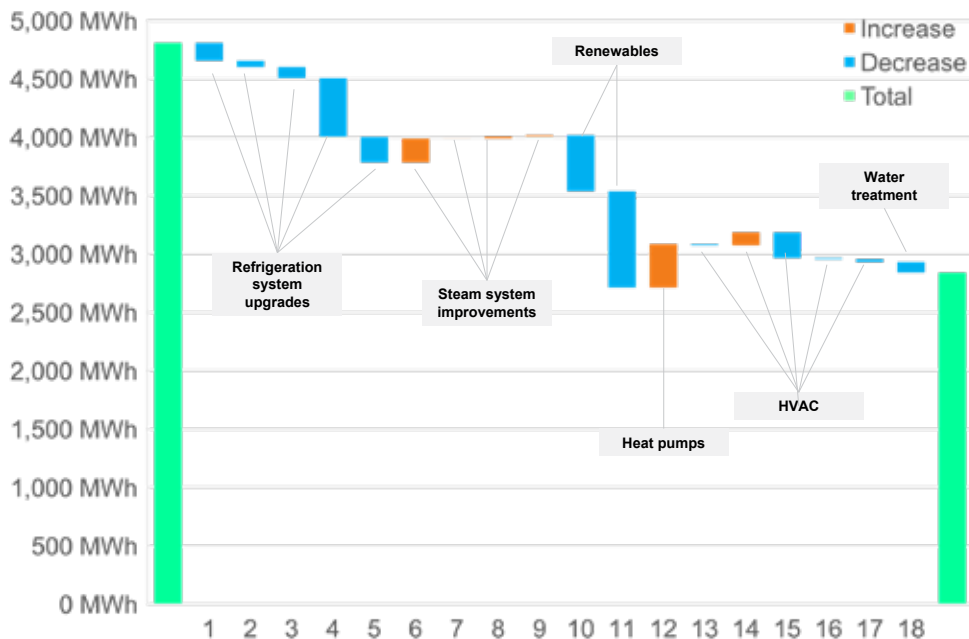 5,000 MWh
4,500 MWh
4,000 MWh
3,500 MWh
3,000 MWh
2,500 MWh
2,000 MWh
1,500 MWh
1,000 MWh
500 MWh
0 MWh
Increase
Decrease
Total
Renewables
Water
treatment
Refrigeration
system
upgrades
Steam system
improvements
HVAC
Heat pumps
1 2 3 4 5 6 7 8 9 10 11 12 13 14 15 16 17 18